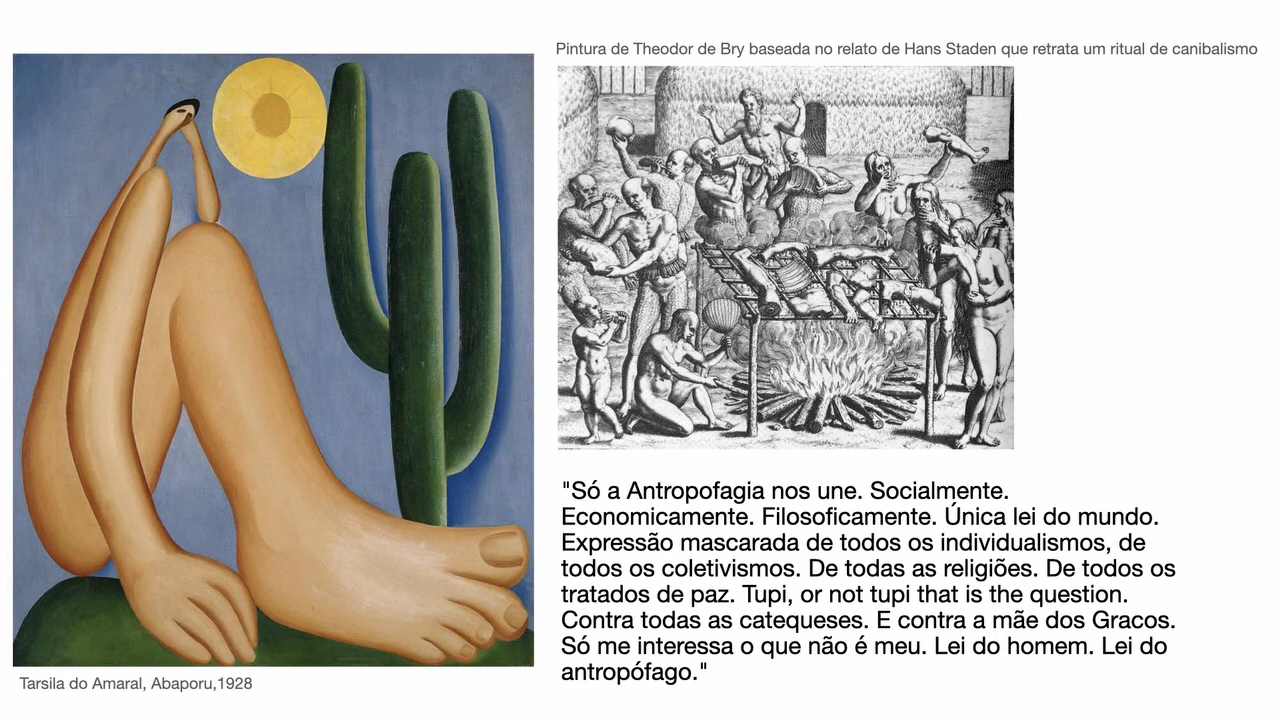 Pintura de Theodor de Bry baseada no relato de Hans Staden que retrata um ritual de canibalismo
"Só a Antropofagia nos une. Socialmente.
Economicamente. Filosoficamente. Única lei do mundo.
Expressão mascarada de todos os individualismos, de
todos os coletivismos. De todas as religiões. De todos os
tratados de paz. Tupi, or not tupi that is the question.
Contra todas as catequeses. E contra a mãe dos Gracos.
Só me interessa o que não é meu. Lei do homem. Lei do
antropófago."
Tarsila do Amaral, Abaporu,1928